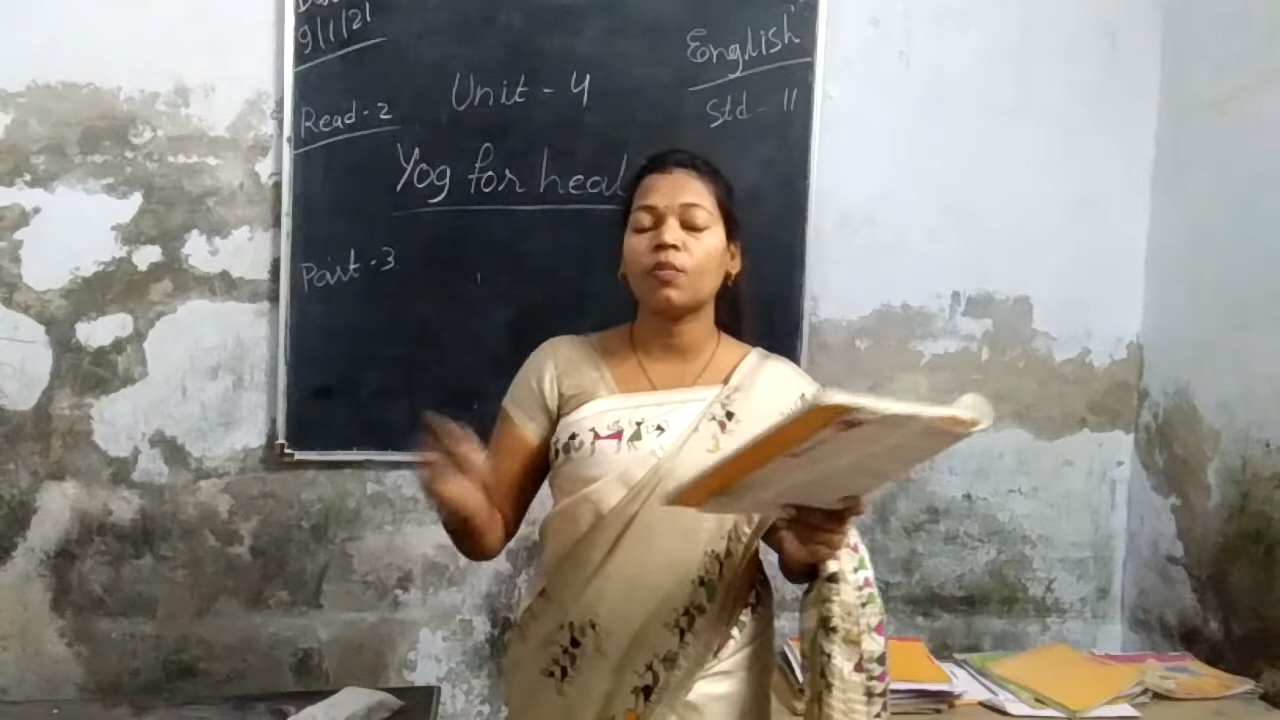 9/1/21
English
Unit - 4
Std - 11
Read - 2
Yog for heal
Part - 3